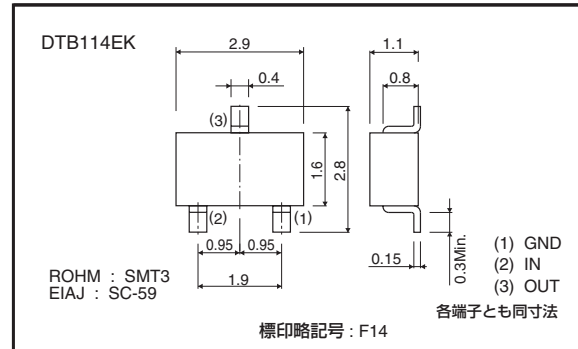 DTB114EK
2.9
1.1
0.4
0.8
(3)
1.6
2.8
(2)
(1)
0.95
0.95
1.9
0.15
0.3Min.
ROHM : SMT3
EIAJ : SC-59
(1) GND
(2) IN
(3) OUT
各端子とも同寸法
標印略記号 : F14